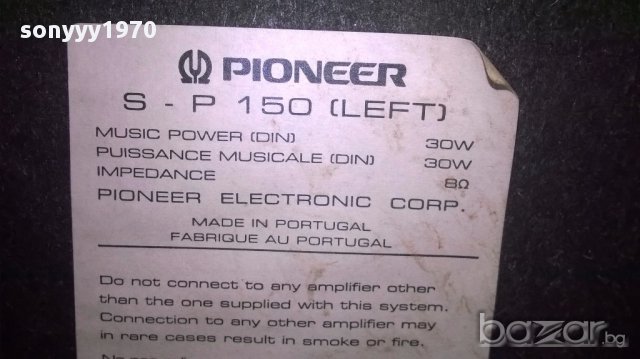 sonyyy1970
PIONEER
S - P 150 (LEFT)
MUSIC POWER (DIN) 30W
PUISSANCE MUSICALE (DIN) 30W
IMPEDANCE 8Ω
PIONEER ELECTRONIC CORP.
MADE IN PORTUGAL
FABRIQUE AU PORTUGAL
Do not connect to any amplifier other
than the one supplied with this system.
Connection to any other amplifier may
in rare cases result in smoke or fire.
bazar.bg